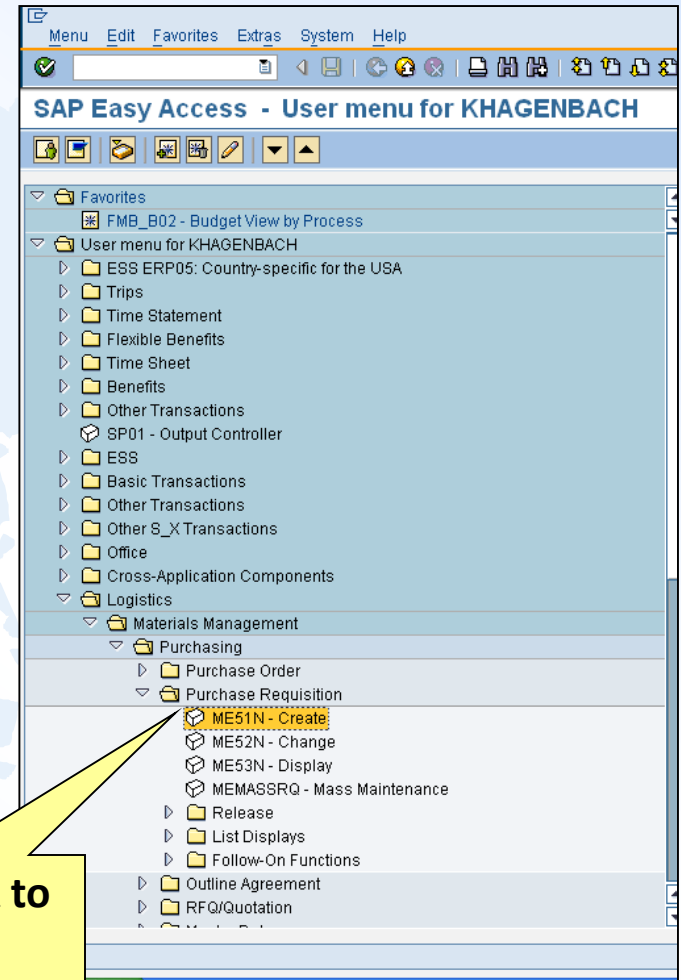 Menu Edit Favorites Extras System Help
SAP Easy Access - User menu for KHAGENBACH
Favorites
FMB_B02 - Budget View by Process
User menu for KHAGENBACH
ESS ERP05: Country-specific for the USA
Trips
Time Statement
Flexible Benefits
Time Sheet
Benefits
Other Transactions
SP01 - Output Controller
ESS
Basic Transactions
Other Transactions
Other S_X Transactions
Office
Cross-Application Components
Logistics
Materials Management
Purchasing
Purchase Order
Purchase Requisition
ME51N - Create
ME52N - Change
ME53N - Display
MEMASSRQ - Mass Maintenance
Release
List Displays
Follow-On Functions
to
Outline Agreement
RFQ/Quotation